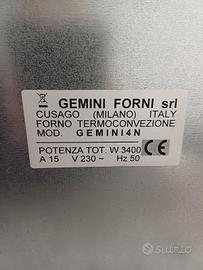 GEMINI FORNI srl
CUSAGO (MILANO) ITALY
FORNO TERMOCONVEZIONE
MOD. GEMINI4N
POTENZA TOT. W 3400
A 15 V 230 ~ Hz 50
CE
subito